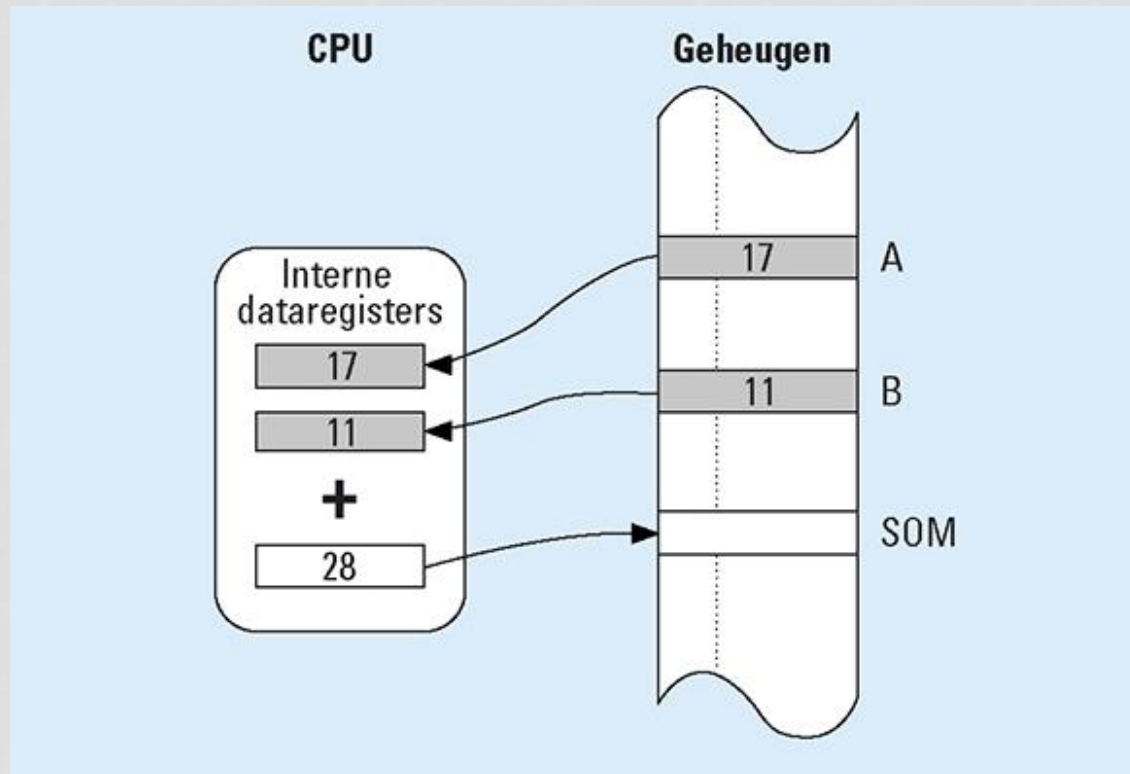 CPU
Geheugen
Interne
dataregisters
17
11
+
28
17
A
11
B
SOM